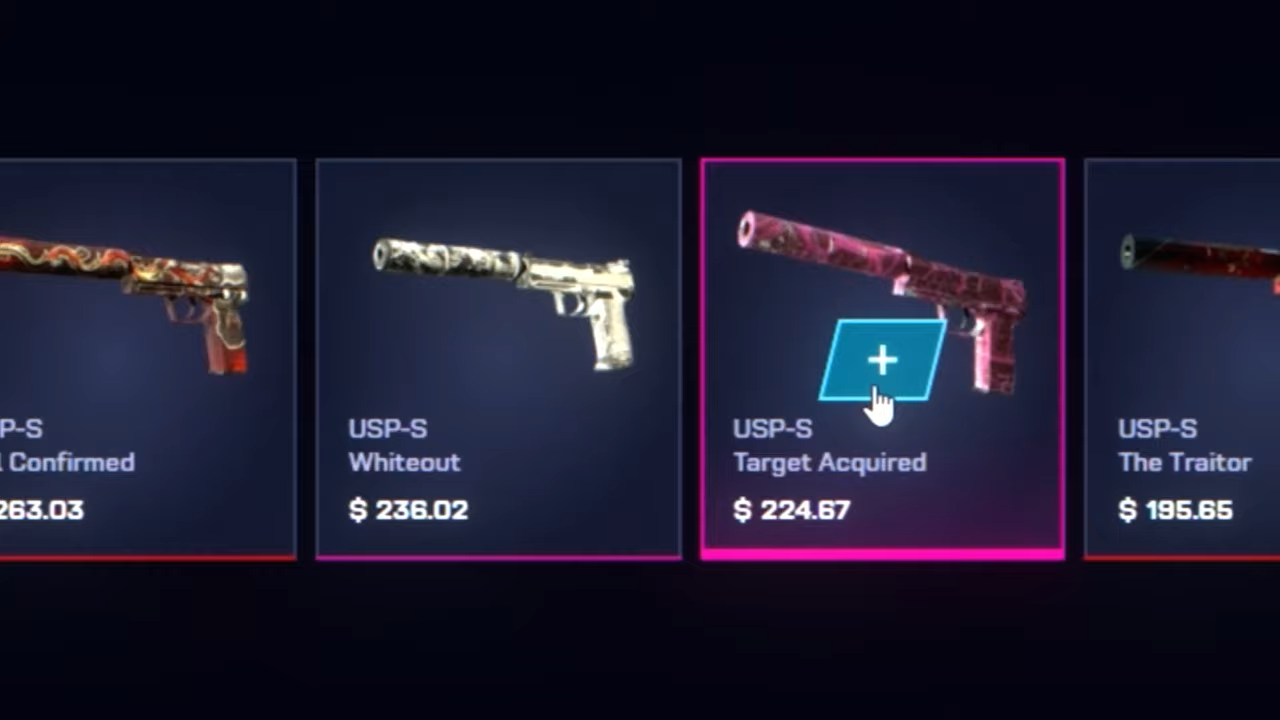 P-S
Confirmed
263.03
USP-S
Whiteout
$ 236.02
+
USP-S
Target Acquired
$ 224.67
USP-S
The Traitor
$ 195.65